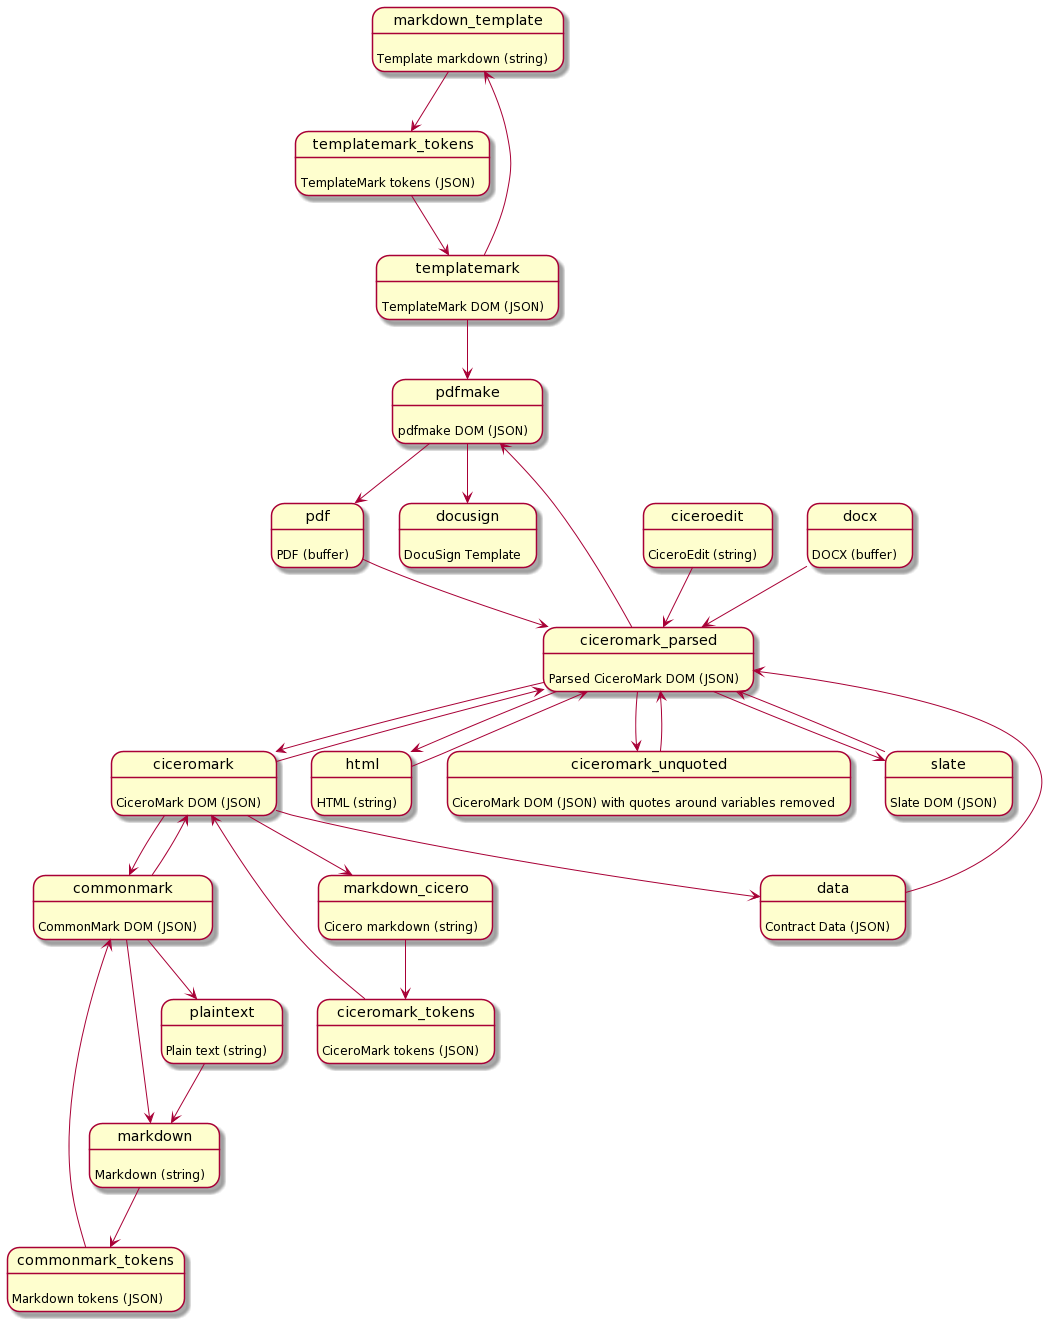 markdown_template
Template markdown (string)
templatemark_tokens
TemplateMark tokens (JSON)
templatemark
TemplateMark DOM (JSON)
pdfmake
pdfmake DOM (JSON)
pdf
PDF (buffer)
docusign
DocuSign Template
ciceroedit
CiceroEdit (string)
docx
DOCX (buffer)
ciceromark_parsed
Parsed CiceroMark DOM (JSON)
ciceromark
CiceroMark DOM (JSON)
html
HTML (string)
ciceromark_unquoted
CiceroMark DOM (JSON) with quotes around variables removed
slate
Slate DOM (JSON)
commonmark
CommonMark DOM (JSON)
markdown_cicero
Cicero markdown (string)
data
Contract Data (JSON)
plaintext
Plain text (string)
ciceromark_tokens
CiceroMark tokens (JSON)
markdown
Markdown (string)
commonmark_tokens
Markdown tokens (JSON)